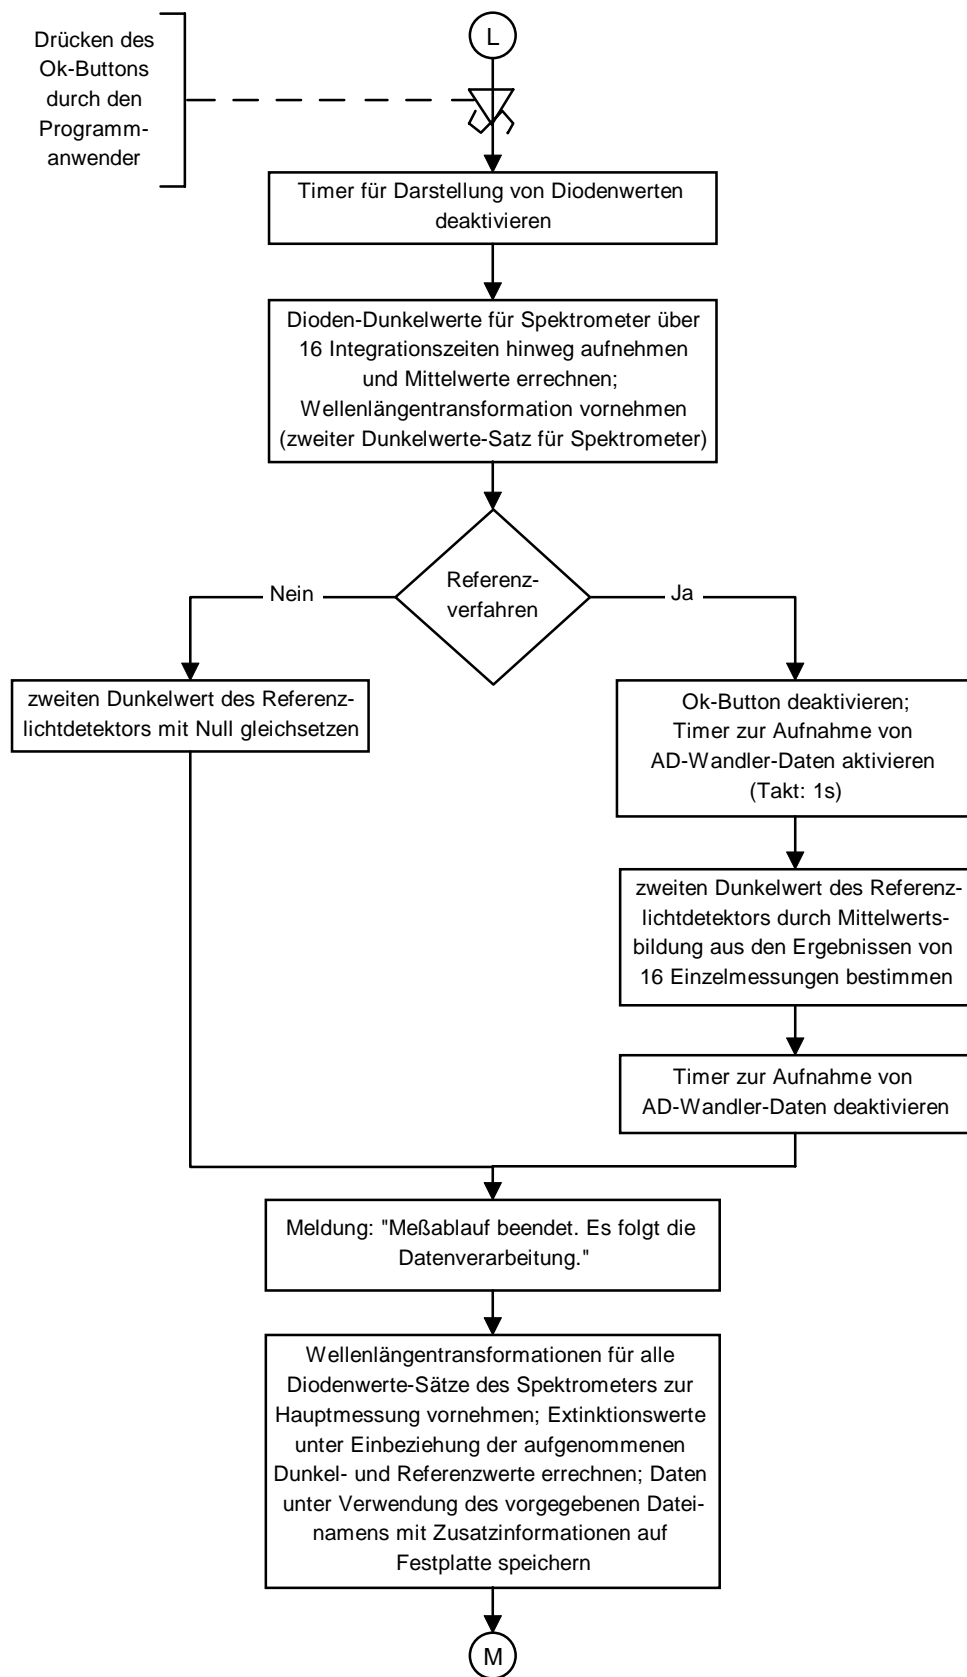 L
Drücken des
Ok-Buttons
durch den
Programm-
anwender
Timer für Darstellung von Diodenwerten
deaktivieren
Dioden-Dunkelwerte für Spektrometer über
16 Integrationszeiten hinweg aufnehmen
und Mittelwerte errechnen;
Wellenlängentransformation vornehmen
(zweiter Dunkelwerte-Satz für Spektrometer)
Referenz-
verfahren
Nein
Ja
zweiten Dunkelwert des Referenz-
lichtdetektors mit Null gleichsetzen
Ok-Button deaktivieren;
Timer zur Aufnahme von
AD-Wandler-Daten aktivieren
(Takt: 1s)
zweiten Dunkelwert des Referenz-
lichtdetektors durch Mittelwerts-
bildung aus den Ergebnissen von
16 Einzelmessungen bestimmen
Timer zur Aufnahme von
AD-Wandler-Daten deaktivieren
Meldung: "Meßablauf beendet. Es folgt die
Datenverarbeitung."
Wellenlängentransformationen für alle
Diodenwerte-Sätze des Spektrometers zur
Hauptmessung vornehmen; Extinktionswerte
unter Einbeziehung der aufgenommenen
Dunkel- und Referenzwerte errechnen; Daten
unter Verwendung des vorgegebenen Datei-
namens mit Zusatzinformationen auf
Festplatte speichern
M